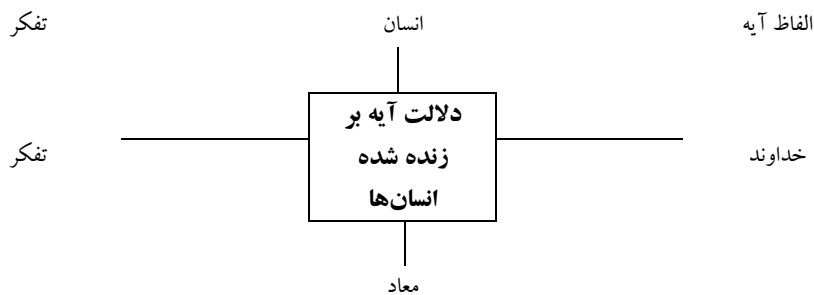 الفاظ آیه
انسان
تفکر
دلالت آیه بر
زنده شده
انسان‌ها
خداوند
تفکر
معاد